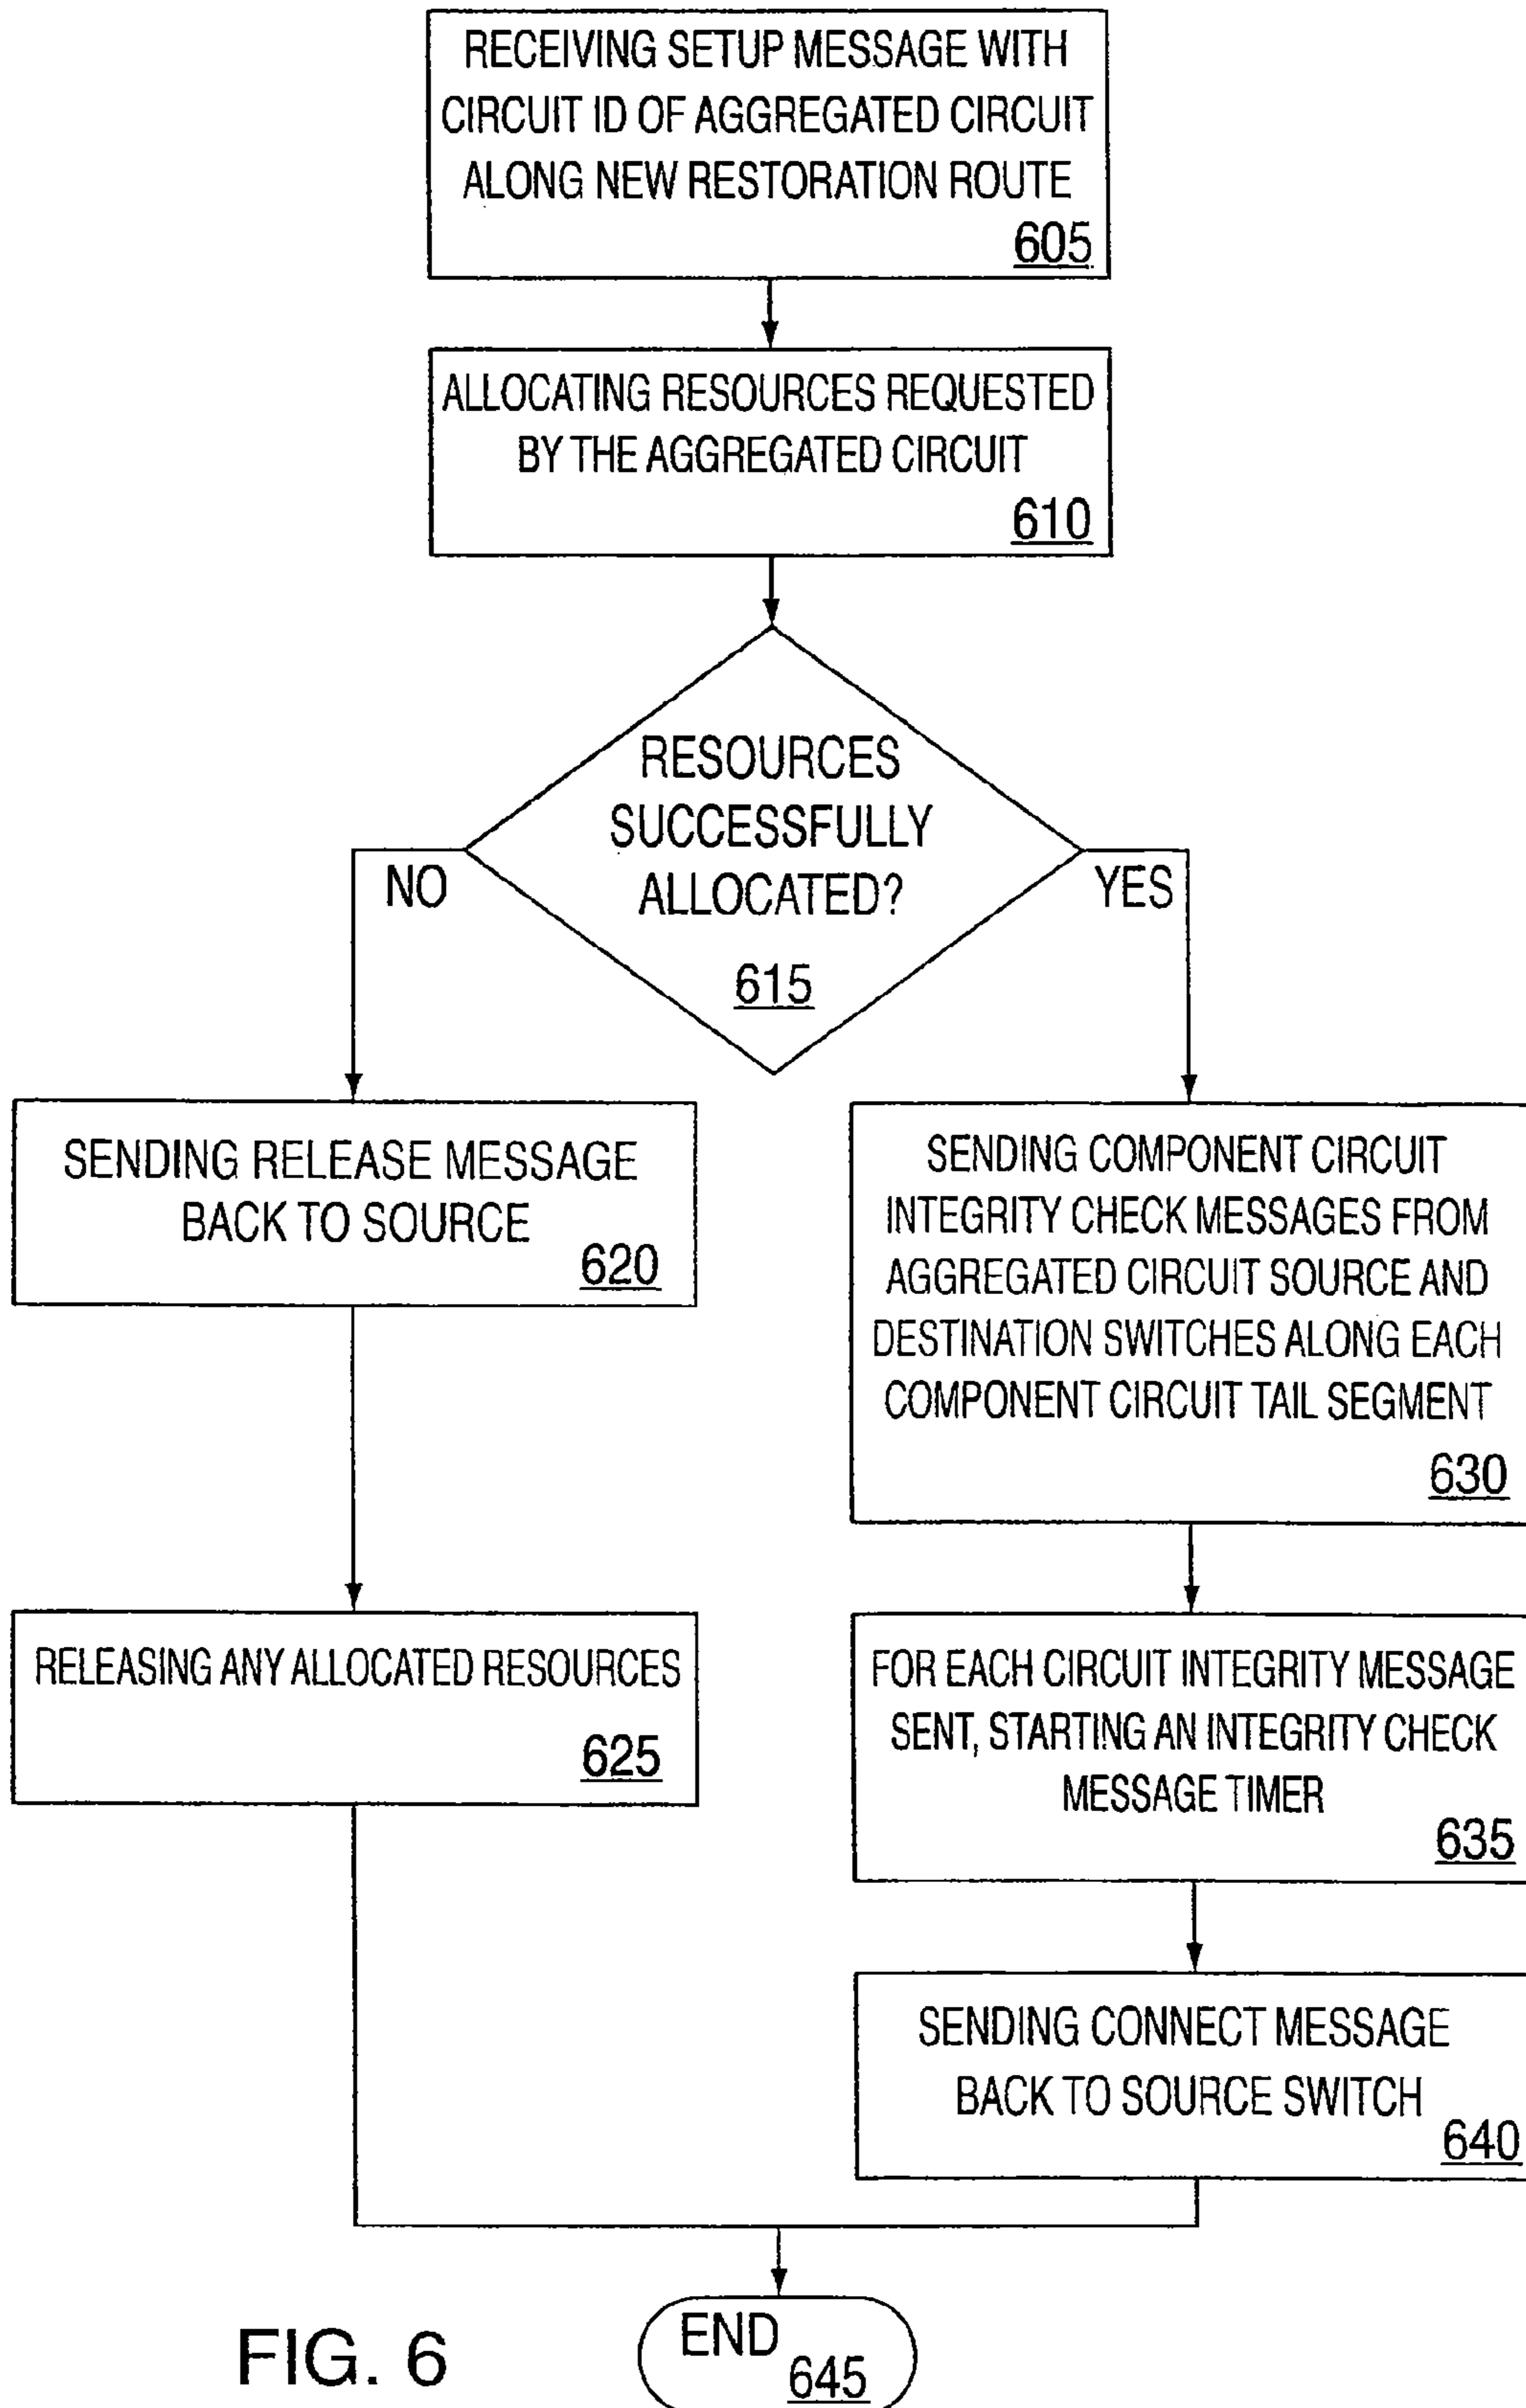 RECEIVING SETUP MESSAGE WITH
CIRCUIT ID OF AGGREGATED CIRCUIT
ALONG NEW RESTORATION ROUTE
605
ALLOCATING RESOURCES REQUESTED
BY THE AGGREGATED CIRCUIT
610
RESOURCES
SUCCESSFULLY
ALLOCATED?
615
NO
YES
SENDING RELEASE MESSAGE
BACK TO SOURCE
620
RELEASING ANY ALLOCATED RESOURCES
625
SENDING COMPONENT CIRCUIT
INTEGRITY CHECK MESSAGES FROM
AGGREGATED CIRCUIT SOURCE AND
DESTINATION SWITCHES ALONG EACH
COMPONENT CIRCUIT TAIL SEGMENT
630
FOR EACH CIRCUIT INTEGRITY MESSAGE
SENT, STARTING AN INTEGRITY CHECK
MESSAGE TIMER
635
SENDING CONNECT MESSAGE
BACK TO SOURCE SWITCH
640
END
645
FIG. 6